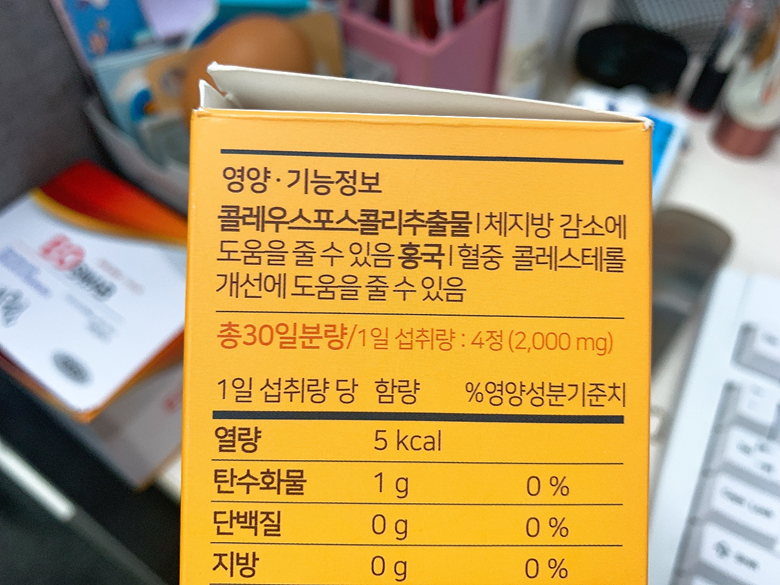 영양·기능정보
콜레우스포스콜리추출물 | 체지방 감소에
도움을 줄 수 있음 홍국 | 혈중 콜레스테롤
개선에 도움을 줄 수 있음
총30일분량/1일 섭취량 : 4정 (2,000 mg)
1일 섭취량 당 함량 %영양성분기준치
열량 5 kcal
탄수화물 1 g 0 %
단백질 0 g 0 %
지방 0 g 0 %